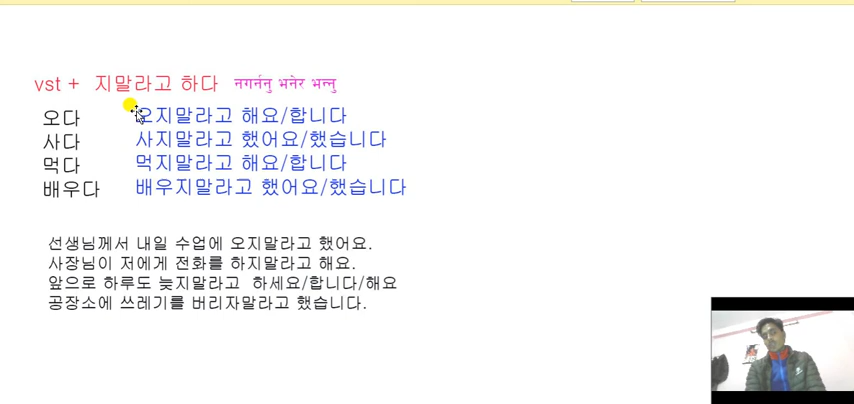 vst + 지말라고 하다 नगर्ननु भनेर भन्नु
오다 오지말라고 해요/합니다
사다 사지말라고 했어요/했습니다
먹다 먹지말라고 해요/합니다
배우다 배우지말라고 했어요/했습니다
선생님께서 내일 수업에 오지말라고 했어요.
사장님이 저에게 전화를 하지말라고 해요.
앞으로 하루도 늦지말라고 하세요/합니다/해요
공장소에 쓰레기를 버리자말라고 했습니다.